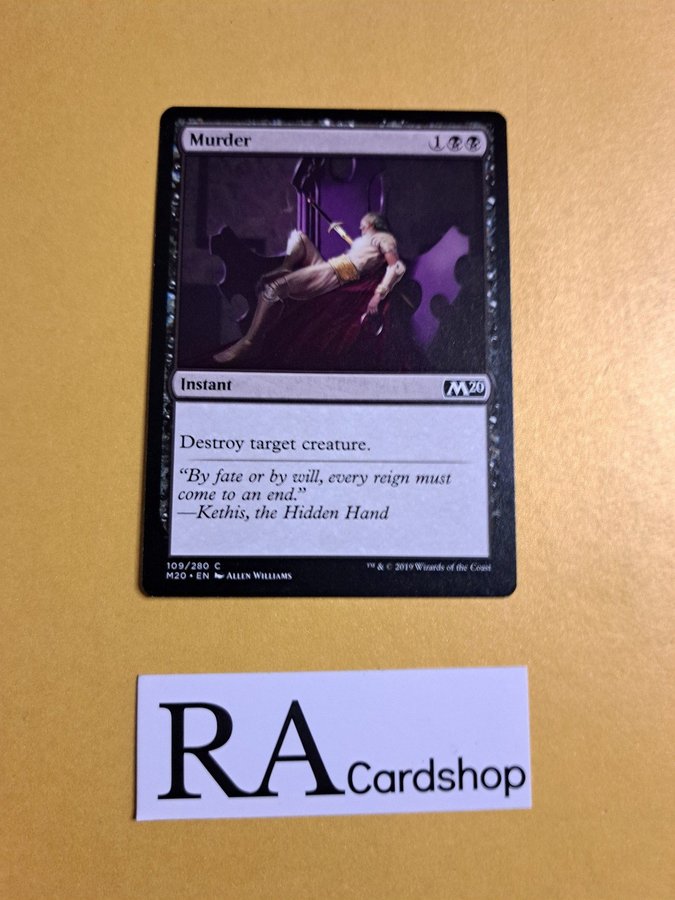 Murder 1
Instant M20
Destroy target creature.
“By fate or by will, every reign must
come to an end.”
—Kethis, the Hidden Hand
109/280 C
M20 • EN Allen Williams ™ & © 2019 Wizards of the Coast
RA Cardshop